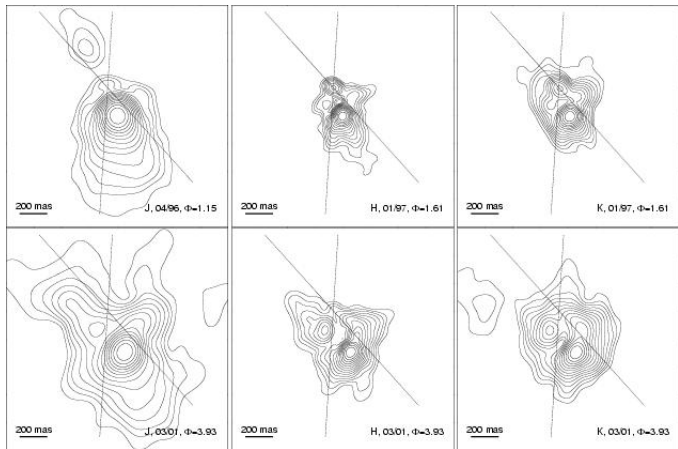 200 mas
J, 04/96, Φ=1.15
200 mas
H, 01/97, Φ=1.61
200 mas
K, 01/97, Φ=1.61
200 mas
J, 03/01, Φ=3.93
200 mas
H, 03/01, Φ=3.93
200 mas
K, 03/01, Φ=3.93